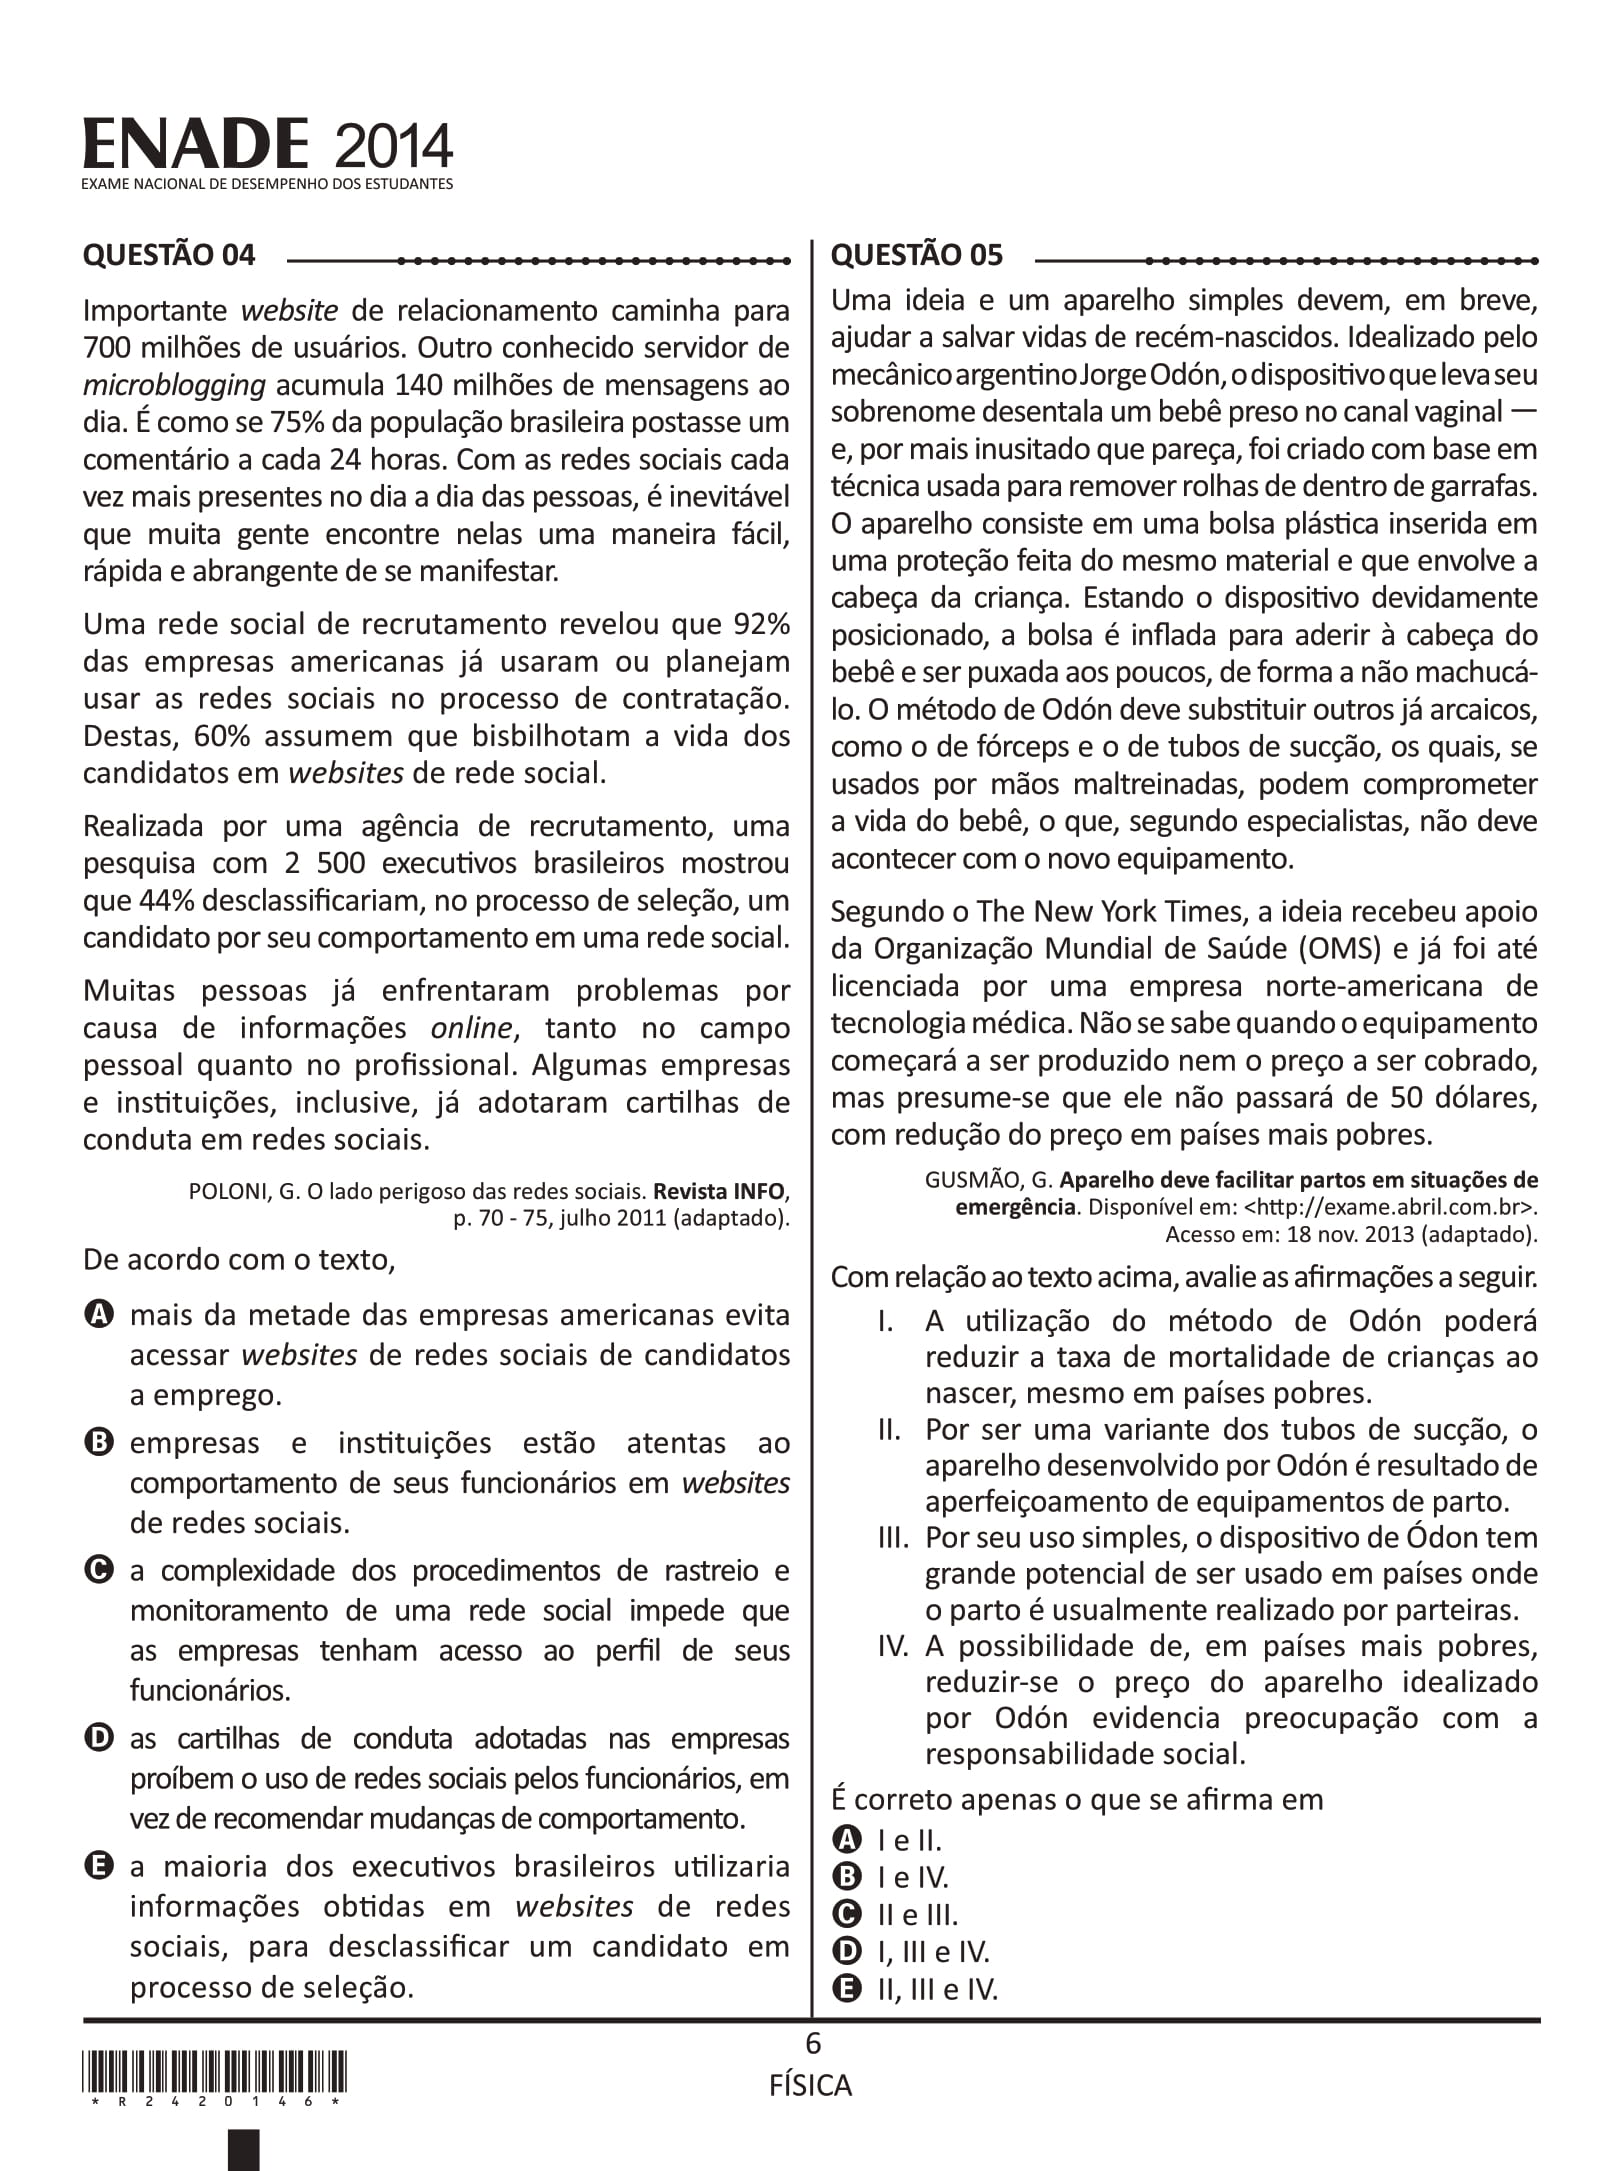 ENADE 2014
EXAME NACIONAL DE DESEMPENHO DOS ESTUDANTES
QUESTÃO 04
Importante website de relacionamento caminha para
700 milhões de usuários. Outro conhecido servidor de
microblogging acumula 140 milhões de mensagens ao
dia. É como se 75% da população brasileira postasse um
comentário a cada 24 horas. Com as redes sociais cada
vez mais presentes no dia a dia das pessoas, é inevitável
que muita gente encontre nelas uma maneira fácil,
rápida e abrangente de se manifestar.
Uma rede social de recrutamento revelou que 92%
das empresas americanas já usaram ou planejam
usar as redes sociais no processo de contratação.
Destas, 60% assumem que bisbilhotam a vida dos
candidatos em websites de rede social.
Realizada por uma agência de recrutamento, uma
pesquisa com 2 500 executivos brasileiros mostrou
que 44% desclassificariam, no processo de seleção, um
candidato por seu comportamento em uma rede social.
Muitas pessoas já enfrentaram problemas por
causa de informações online, tanto no campo
pessoal quanto no profissional. Algumas empresas
e instituições, inclusive, já adotaram cartilhas de
conduta em redes sociais.
POLONI, G. O lado perigoso das redes sociais. Revista INFO,
p. 70 - 75, julho 2011 (adaptado).
De acordo com o texto,
A mais da metade das empresas americanas evita
acessar websites de redes sociais de candidatos
a emprego.
B empresas e instituições estão atentas ao
comportamento de seus funcionários em websites
de redes sociais.
C a complexidade dos procedimentos de rastreio e
monitoramento de uma rede social impede que
as empresas tenham acesso ao perfil de seus
funcionários.
D as cartilhas de conduta adotadas nas empresas
proíbem o uso de redes sociais pelos funcionários, em
vez de recomendar mudanças de comportamento.
E a maioria dos executivos brasileiros utilizaria
informações obtidas em websites de redes
sociais, para desclassificar um candidato em
processo de seleção.
QUESTÃO 05
Uma ideia e um aparelho simples devem, em breve,
ajudar a salvar vidas de recém-nascidos. Idealizado pelo
mecânico argentino Jorge Odón, o dispositivo que leva seu
sobrenome desentala um bebê preso no canal vaginal —
e, por mais inusitado que pareça, foi criado com base em
técnica usada para remover rolhas de dentro de garrafas.
O aparelho consiste em uma bolsa plástica inserida em
uma proteção feita do mesmo material e que envolve a
cabeça da criança. Estando o dispositivo devidamente
posicionado, a bolsa é inflada para aderir à cabeça do
bebê e ser puxada aos poucos, de forma a não machucá-
lo. O método de Odón deve substituir outros já arcaicos,
como o de fórceps e o de tubos de sucção, os quais, se
usados por mãos maltreinadas, podem comprometer
a vida do bebê, o que, segundo especialistas, não deve
acontecer com o novo equipamento.
Segundo o The New York Times, a ideia recebeu apoio
da Organização Mundial de Saúde (OMS) e já foi até
licenciada por uma empresa norte-americana de
tecnologia médica. Não se sabe quando o equipamento
começará a ser produzido nem o preço a ser cobrado,
mas presume-se que ele não passará de 50 dólares,
com redução do preço em países mais pobres.
GUSMÃO, G. Aparelho deve facilitar partos em situações de
emergência. Disponível em: <http://exame.abril.com.br>.
Acesso em: 18 nov. 2013 (adaptado).
Com relação ao texto acima, avalie as afirmações a seguir.
I. A utilização do método de Odón poderá
reduzir a taxa de mortalidade de crianças ao
nascer, mesmo em países pobres.
II. Por ser uma variante dos tubos de sucção, o
aparelho desenvolvido por Odón é resultado de
aperfeiçoamento de equipamentos de parto.
III. Por seu uso simples, o dispositivo de Ódon tem
grande potencial de ser usado em países onde
o parto é usualmente realizado por parteiras.
IV. A possibilidade de, em países mais pobres,
reduzir-se o preço do aparelho idealizado
por Odón evidencia preocupação com a
responsabilidade social.
É correto apenas o que se afirma em
A I e II.
B I e IV.
C II e III.
D I, III e IV.
E II, III e IV.
6
FÍSICA
*R2420146*